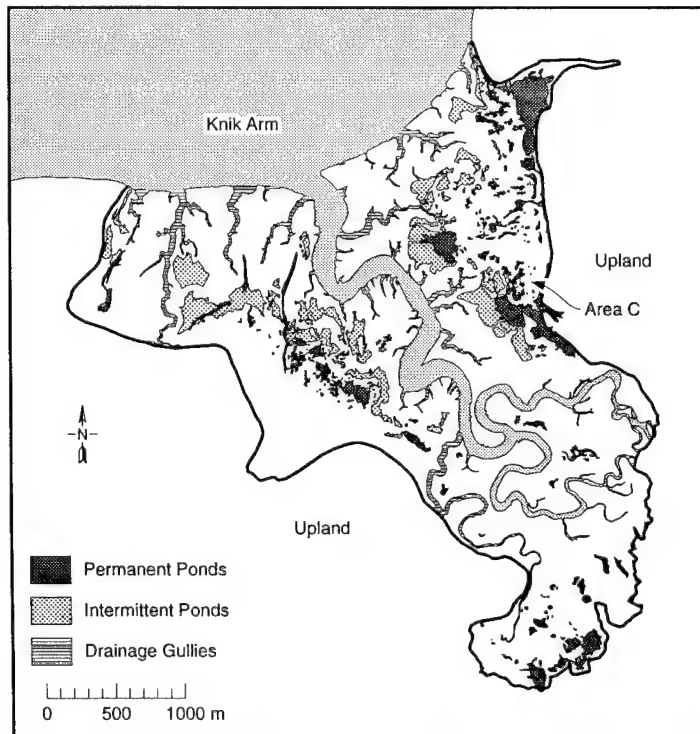 Knik Arm
Upland
Area C
N
Upland
Permanent Ponds
Intermittent Ponds
Drainage Gullies
0 500 1000 m